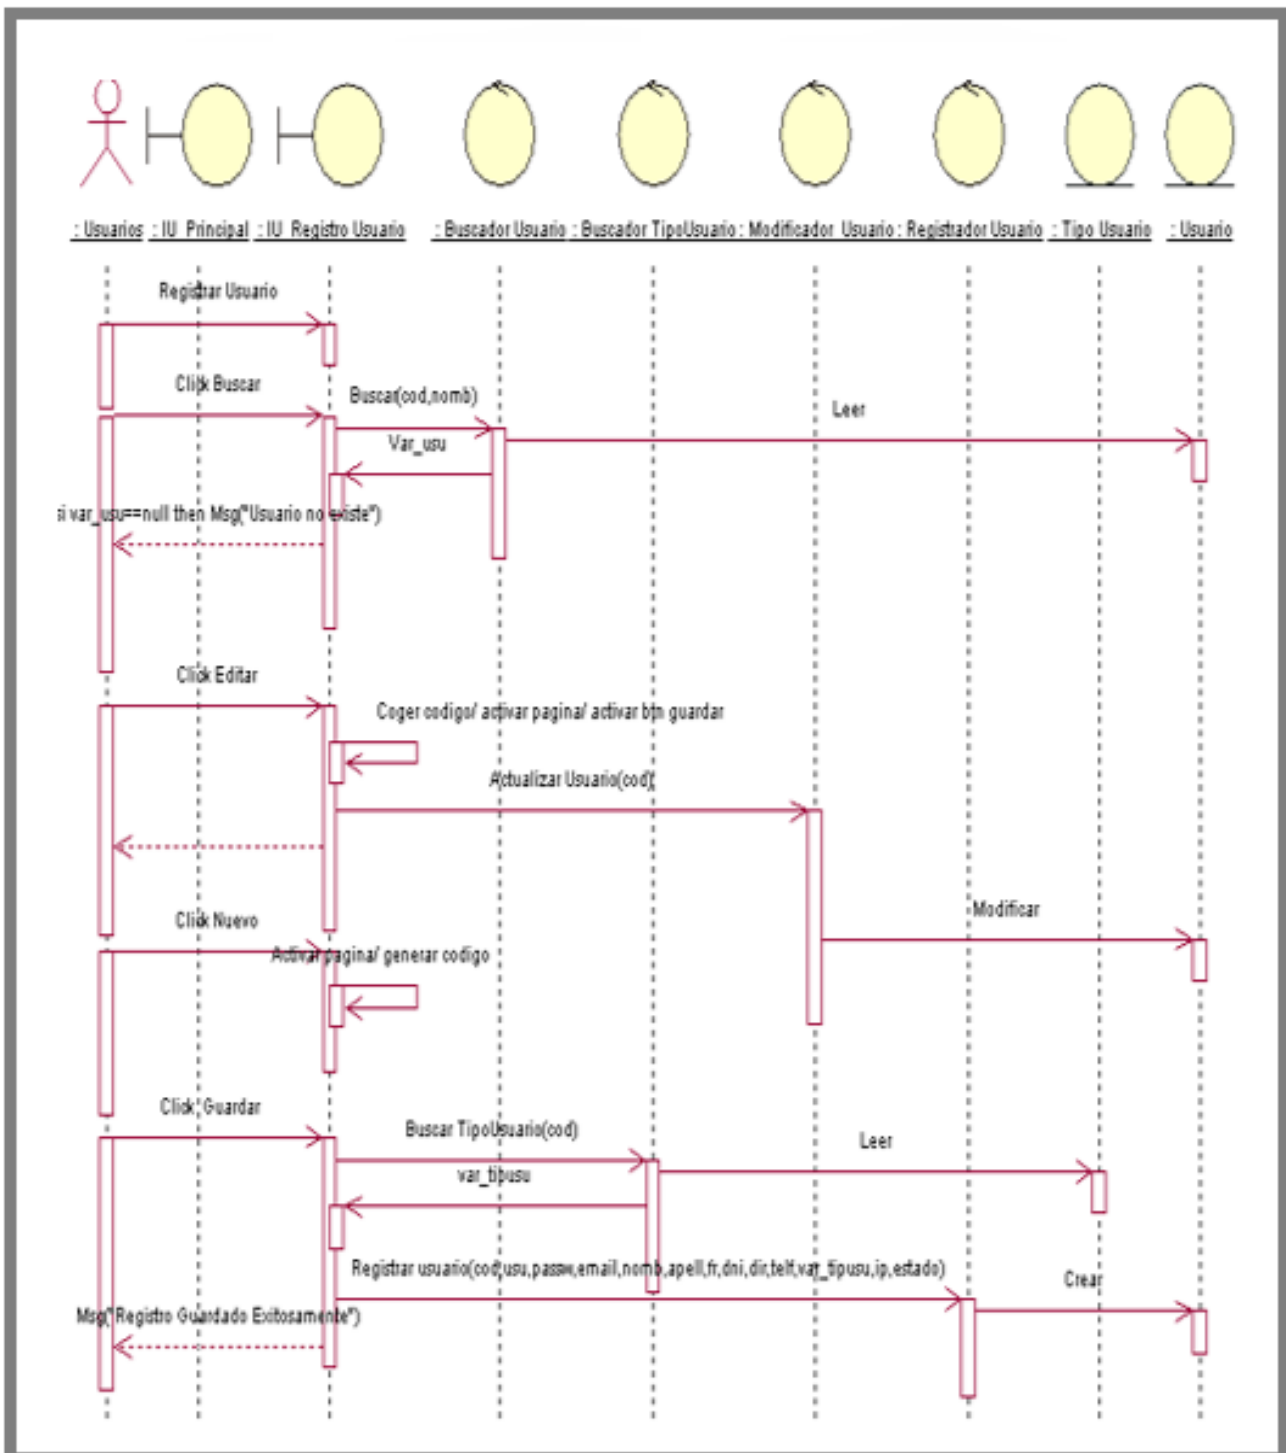 : Usuarios : IU_Principal : IU_Registro Usuario : Buscador Usuario : Buscador TipoUsuario : Modificador_Usuario : Registrador Usuario : Tipo Usuario : Usuario
Registrar Usuario
Click Buscar
Buscar(cod,nomb)
Leer
Var_usu
si var_usu==null then Msg("Usuario no existe")
Click Editar
Coger codigo/ activar pagina/ activar btn guardar
Actualizar Usuario(cod)
Modificar
Click Nuevo
Activar pagina/ generar codigo
Click Guardar
Buscar TipoUsuario(cod)
Leer
var_tipusu
Registrar usuario(cod,usu,passw,email,nomb,apell,fr,dni,dir,telf,var_tipusu,ip,estado)
Crear
Msg("Registro Guardado Exitosamente")